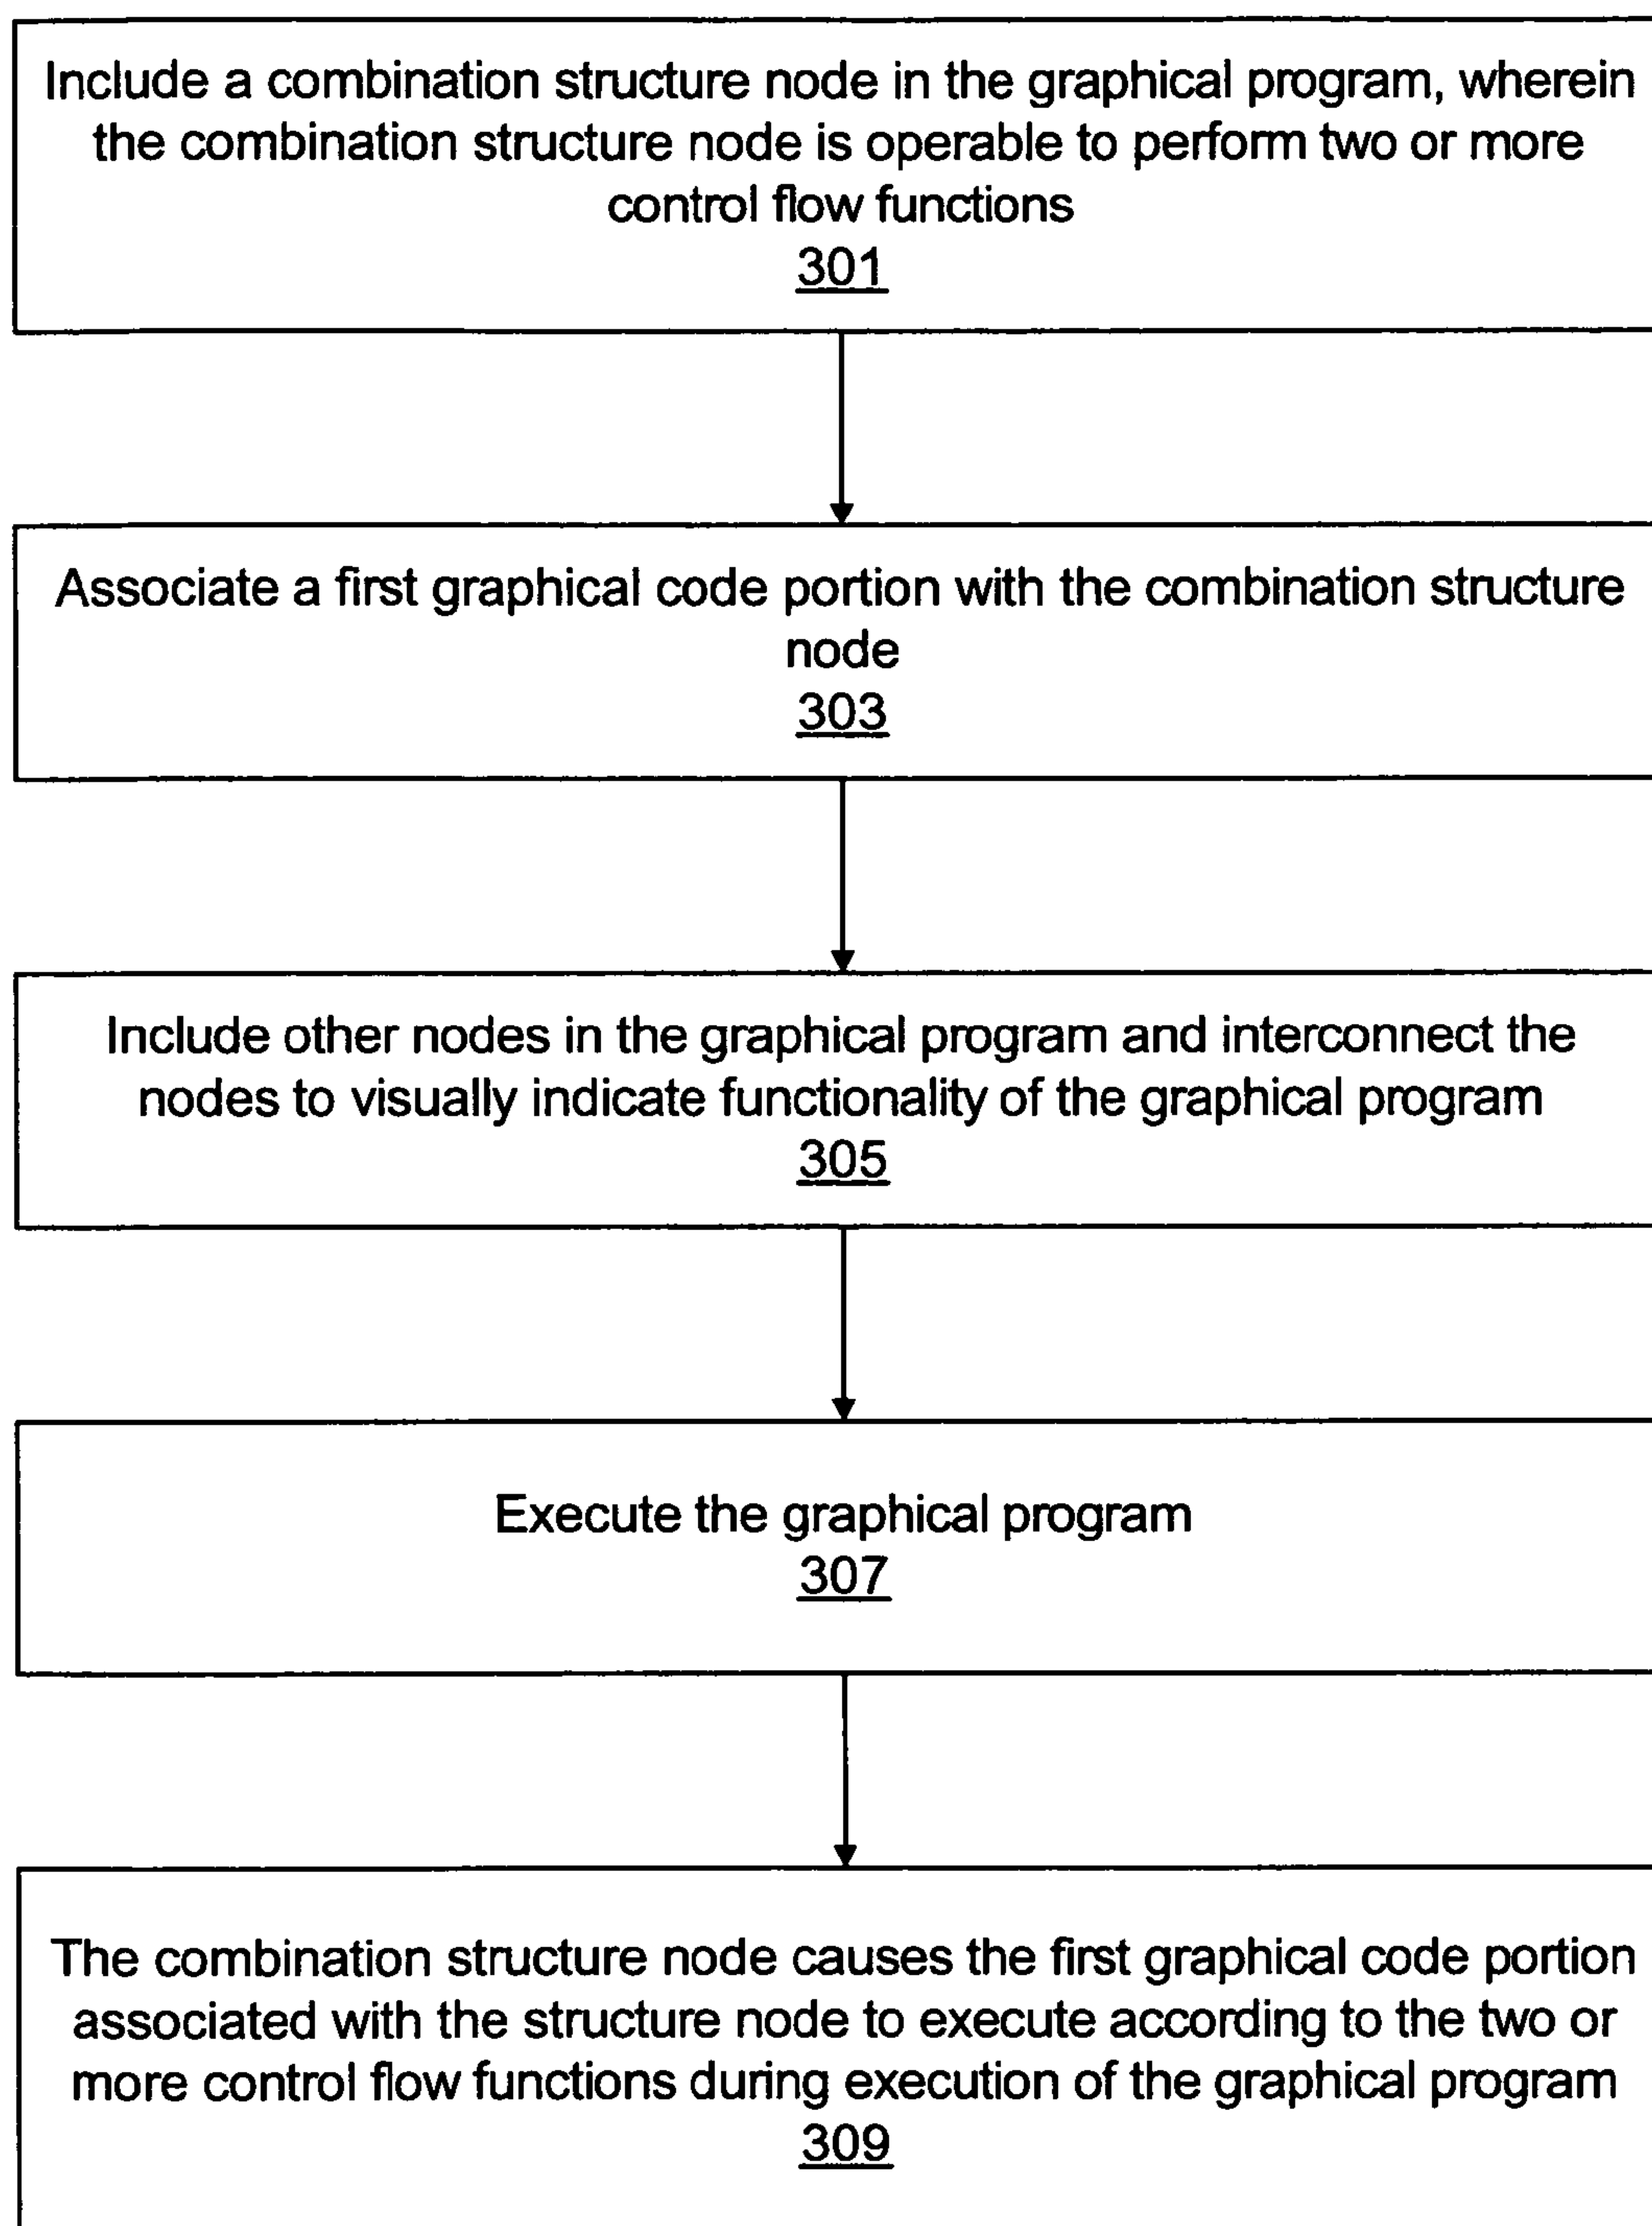 Include a combination structure node in the graphical program, wherein
the combination structure node is operable to perform two or more
control flow functions
301
Associate a first graphical code portion with the combination structure
node
303
Include other nodes in the graphical program and interconnect the
nodes to visually indicate functionality of the graphical program
305
Execute the graphical program
307
The combination structure node causes the first graphical code portion
associated with the structure node to execute according to the two or
more control flow functions during execution of the graphical program
309